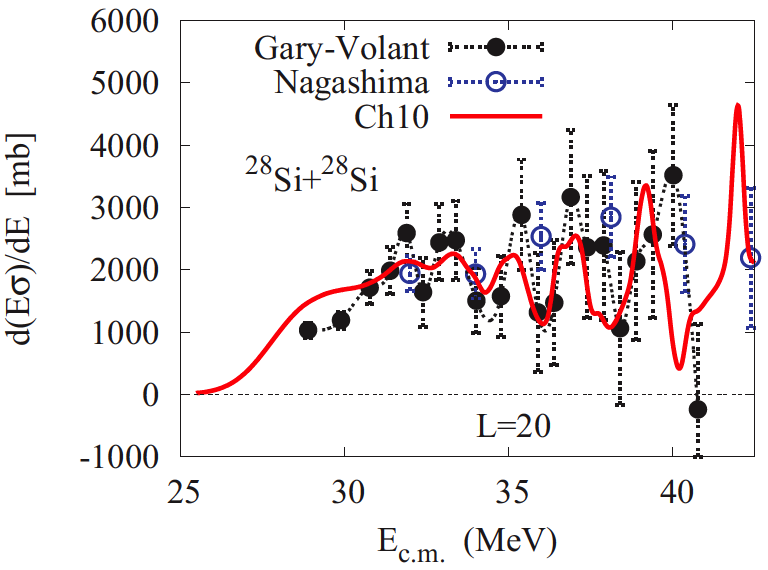 6000
5000
4000
3000
2000
1000
0
-1000
d(Eσ)/dE [mb]
Gary-Volant
Nagashima
Ch10
²⁸Si+²⁸Si
L=20
25 30 35 40
E_c.m. (MeV)